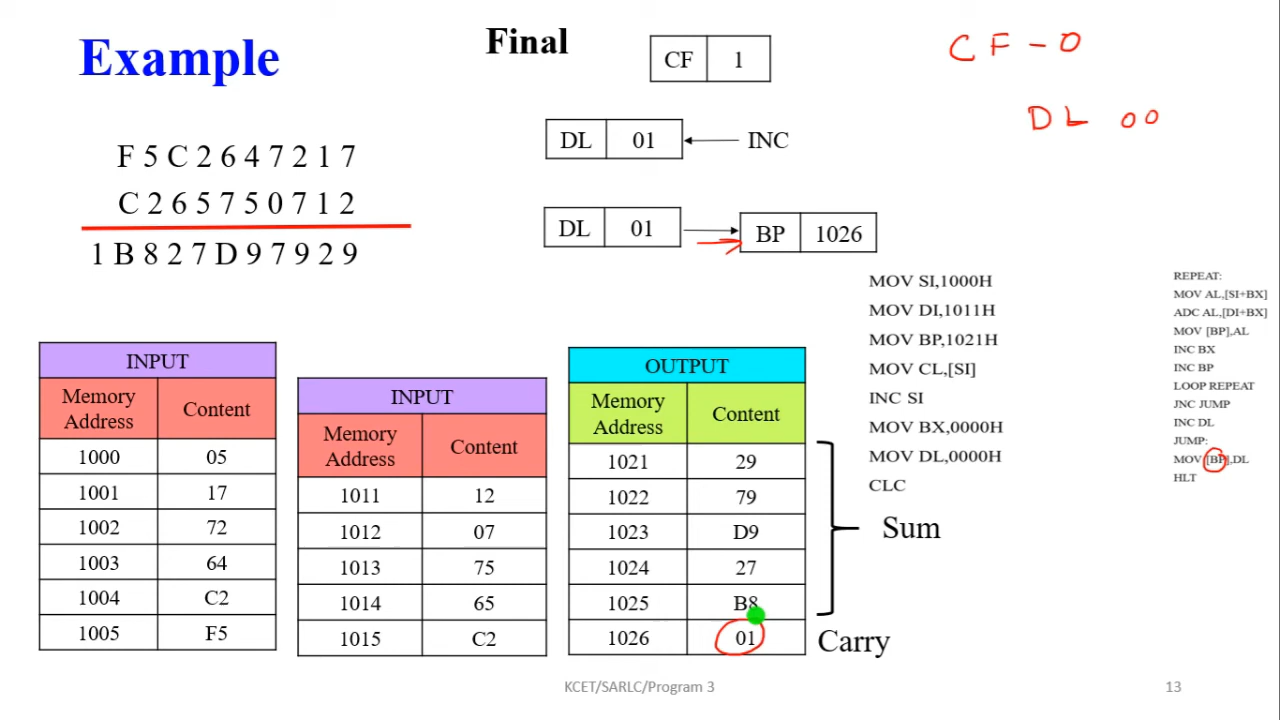 Example
Final
CF 1
CF - 0
DL 01 INC
DL 00
F 5 C 2 6 4 7 2 1 7
C 2 6 5 7 5 0 7 1 2
1 B 8 2 7 D 9 7 9 2 9
DL 01
BP 1026
MOV SI,1000H
MOV DI,1011H
MOV BP,1021H
MOV CL,[SI]
INC SI
MOV BX,0000H
MOV DL,0000H
CLC
REPEAT:
MOV AL,[SI+BX]
ADC AL,[DI+BX]
MOV [BP],AL
INC BX
INC BP
LOOP REPEAT
JNC JUMP
INC DL
JUMP:
MOV [BP],DL
HLT
INPUT
Memory Address Content
1000 05
1001 17
1002 72
1003 64
1004 C2
1005 F5
INPUT
Memory Address Content
1011 12
1012 07
1013 75
1014 65
1015 C2
OUTPUT
Memory Address Content
1021 29
1022 79
1023 D9
1024 27
1025 B8
1026 01
Sum
Carry
KCET/SARLC/Program 3
13